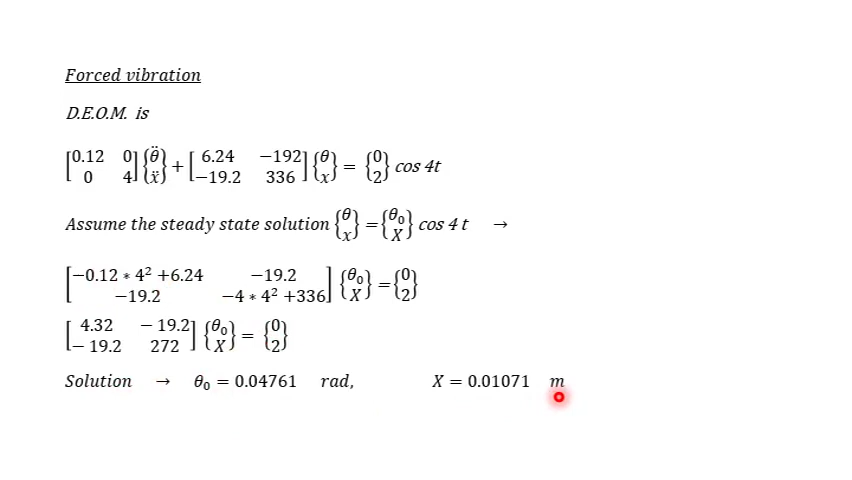 Forced vibration
D.E.O.M. is
[0.12 0 0 4]{θ̈ ẍ} + [6.24 −192 −19.2 336]{θ x} = {0 2} cos 4t
Assume the steady state solution {θ x} = {θ₀ X} cos 4 t →
[−0.12 ∗ 4² +6.24 −19.2 −19.2 −4 ∗ 4² +336] {θ₀ X} = {0 2}
[4.32 − 19.2 − 19.2 272] {θ₀ X} = {0 2}
Solution → θ₀ = 0.04761 rad, X = 0.01071 m